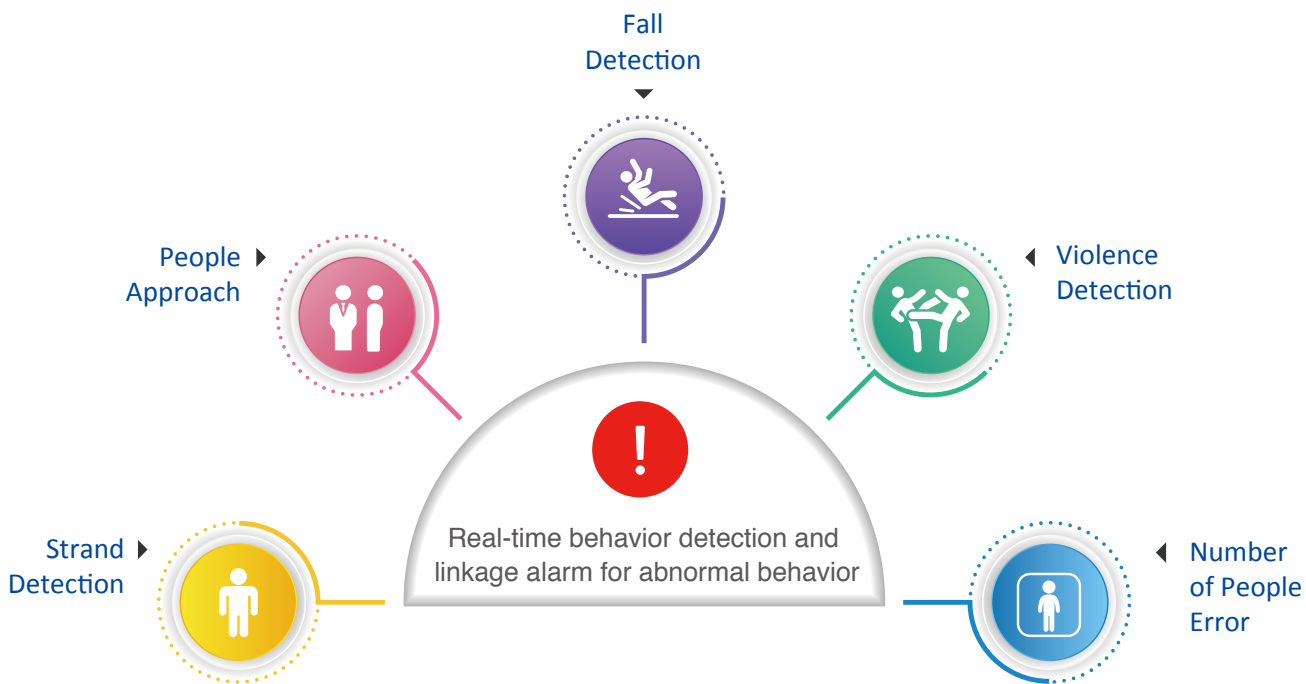 Fall
Detection
People
Approach
Violence
Detection
!
Real-time behavior detection and
linkage alarm for abnormal behavior
Strand
Detection
Number
of People
Error